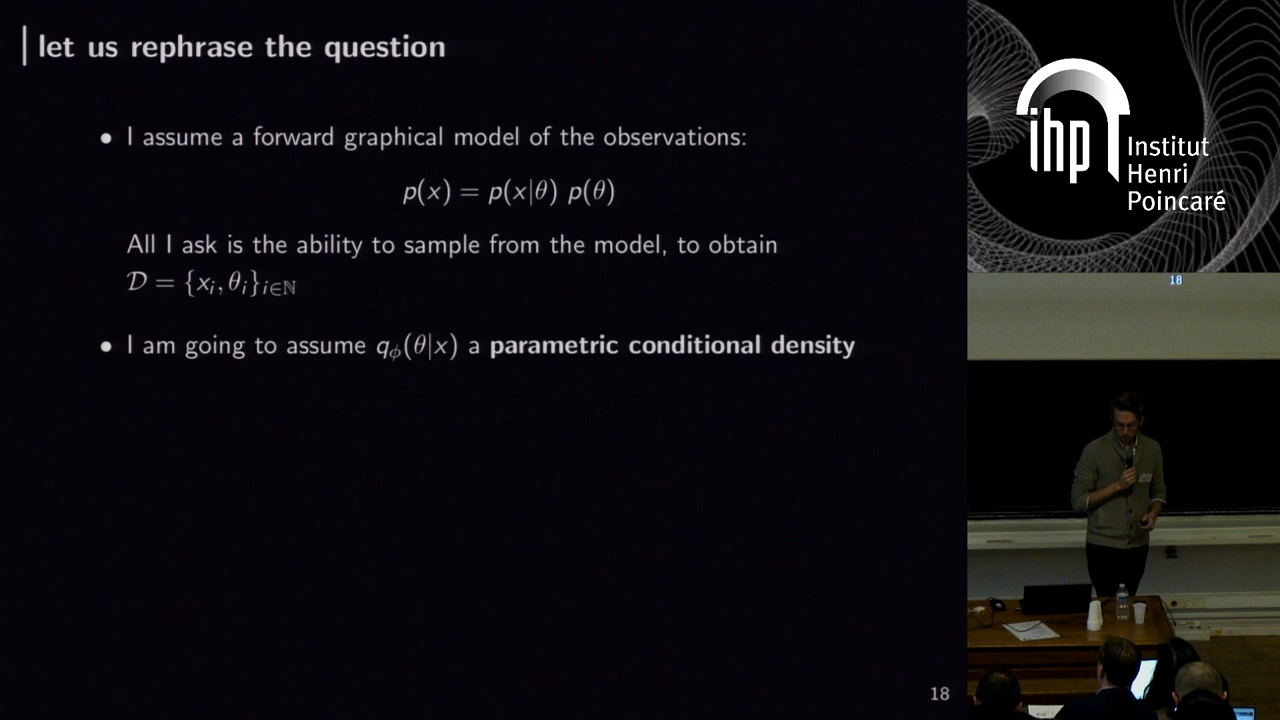 let us rephrase the question
• I assume a forward graphical model of the observations:
p(x) = p(x|θ) p(θ)
All I ask is the ability to sample from the model, to obtain
𝒟 = {xᵢ, θᵢ}ᵢ∈ℕ
• I am going to assume qᵩ(θ|x) a parametric conditional density
18
ihp Institut
Henri
Poincaré
18